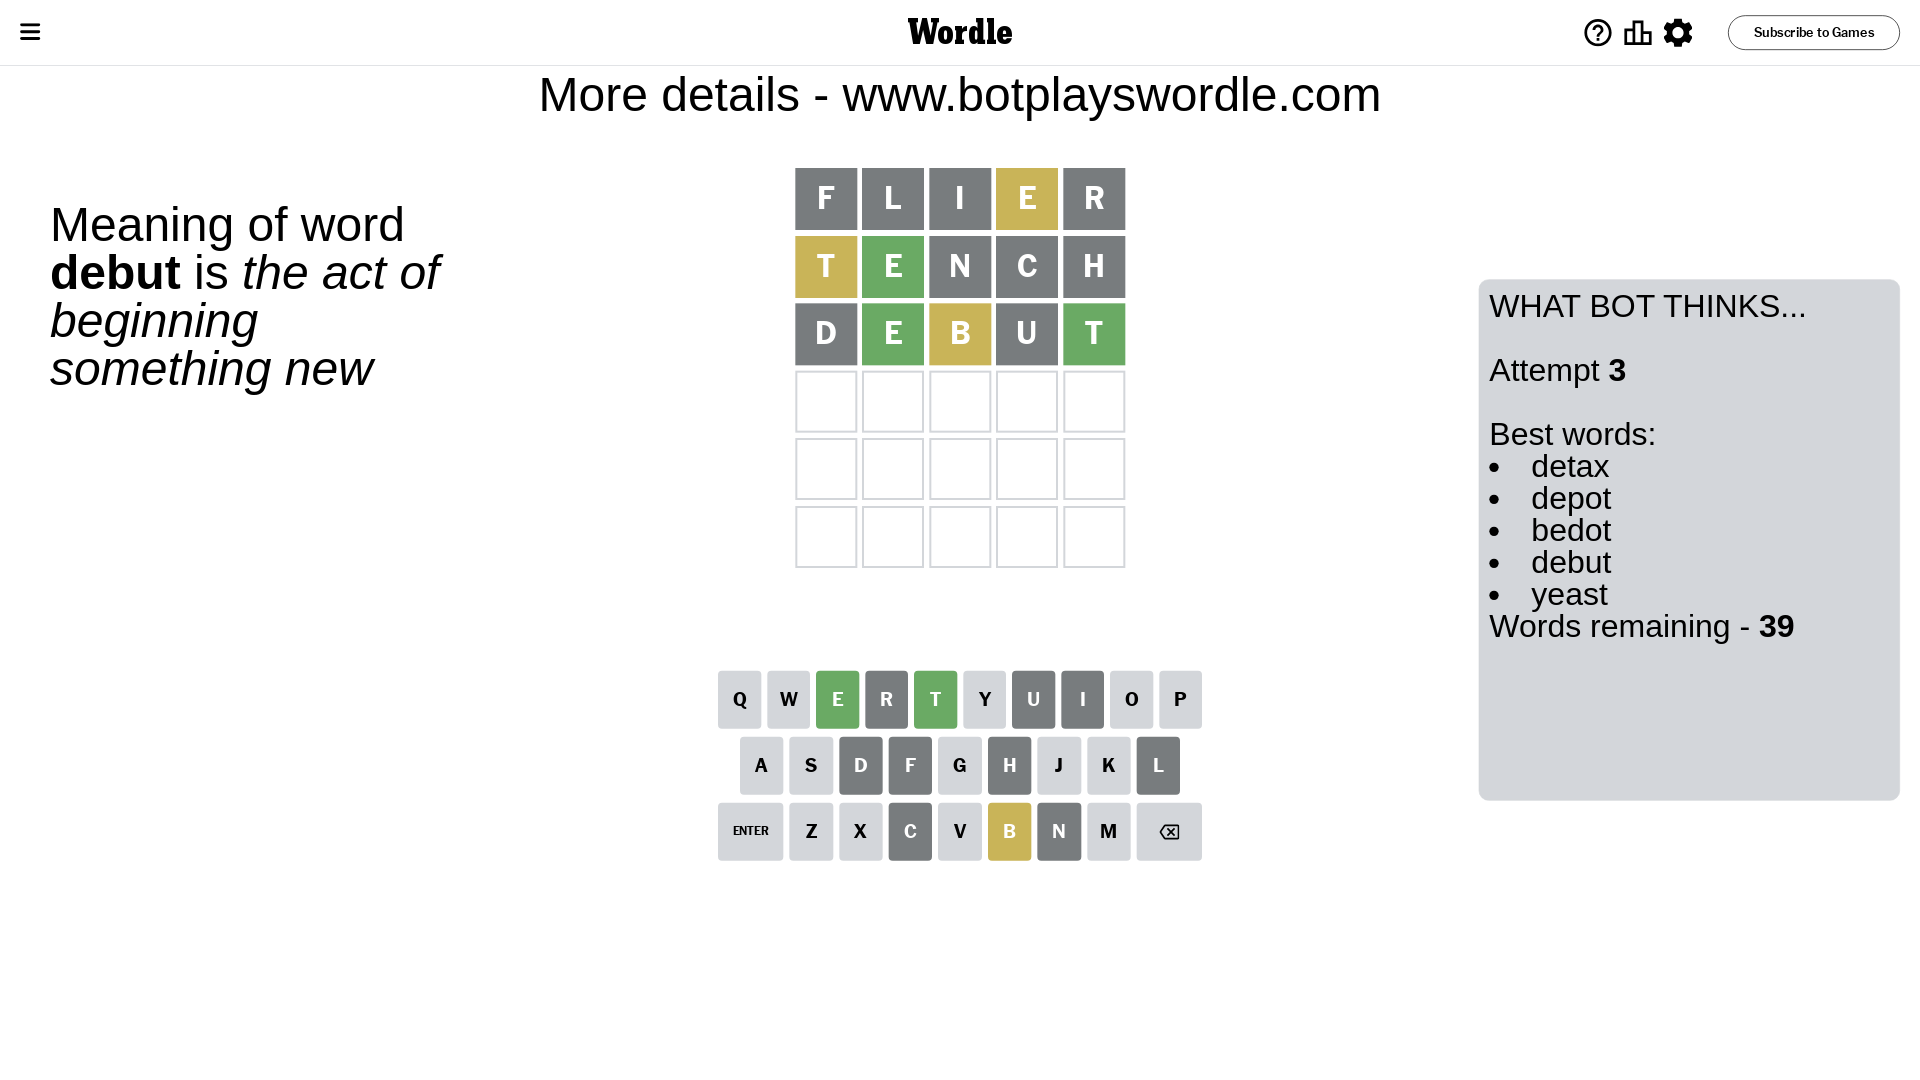 Wordle
Subscribe to Games
More details - www.botplayswordle.com
Meaning of word
debut is the act of
beginning
something new
F L I E R
T E N C H
D E B U T
WHAT BOT THINKS...
Attempt 3
Best words:
• detax
• depot
• bedot
• debut
• yeast
Words remaining - 39
Q W E R T Y U I O P
A S D F G H J K L
ENTER Z X C V B N M